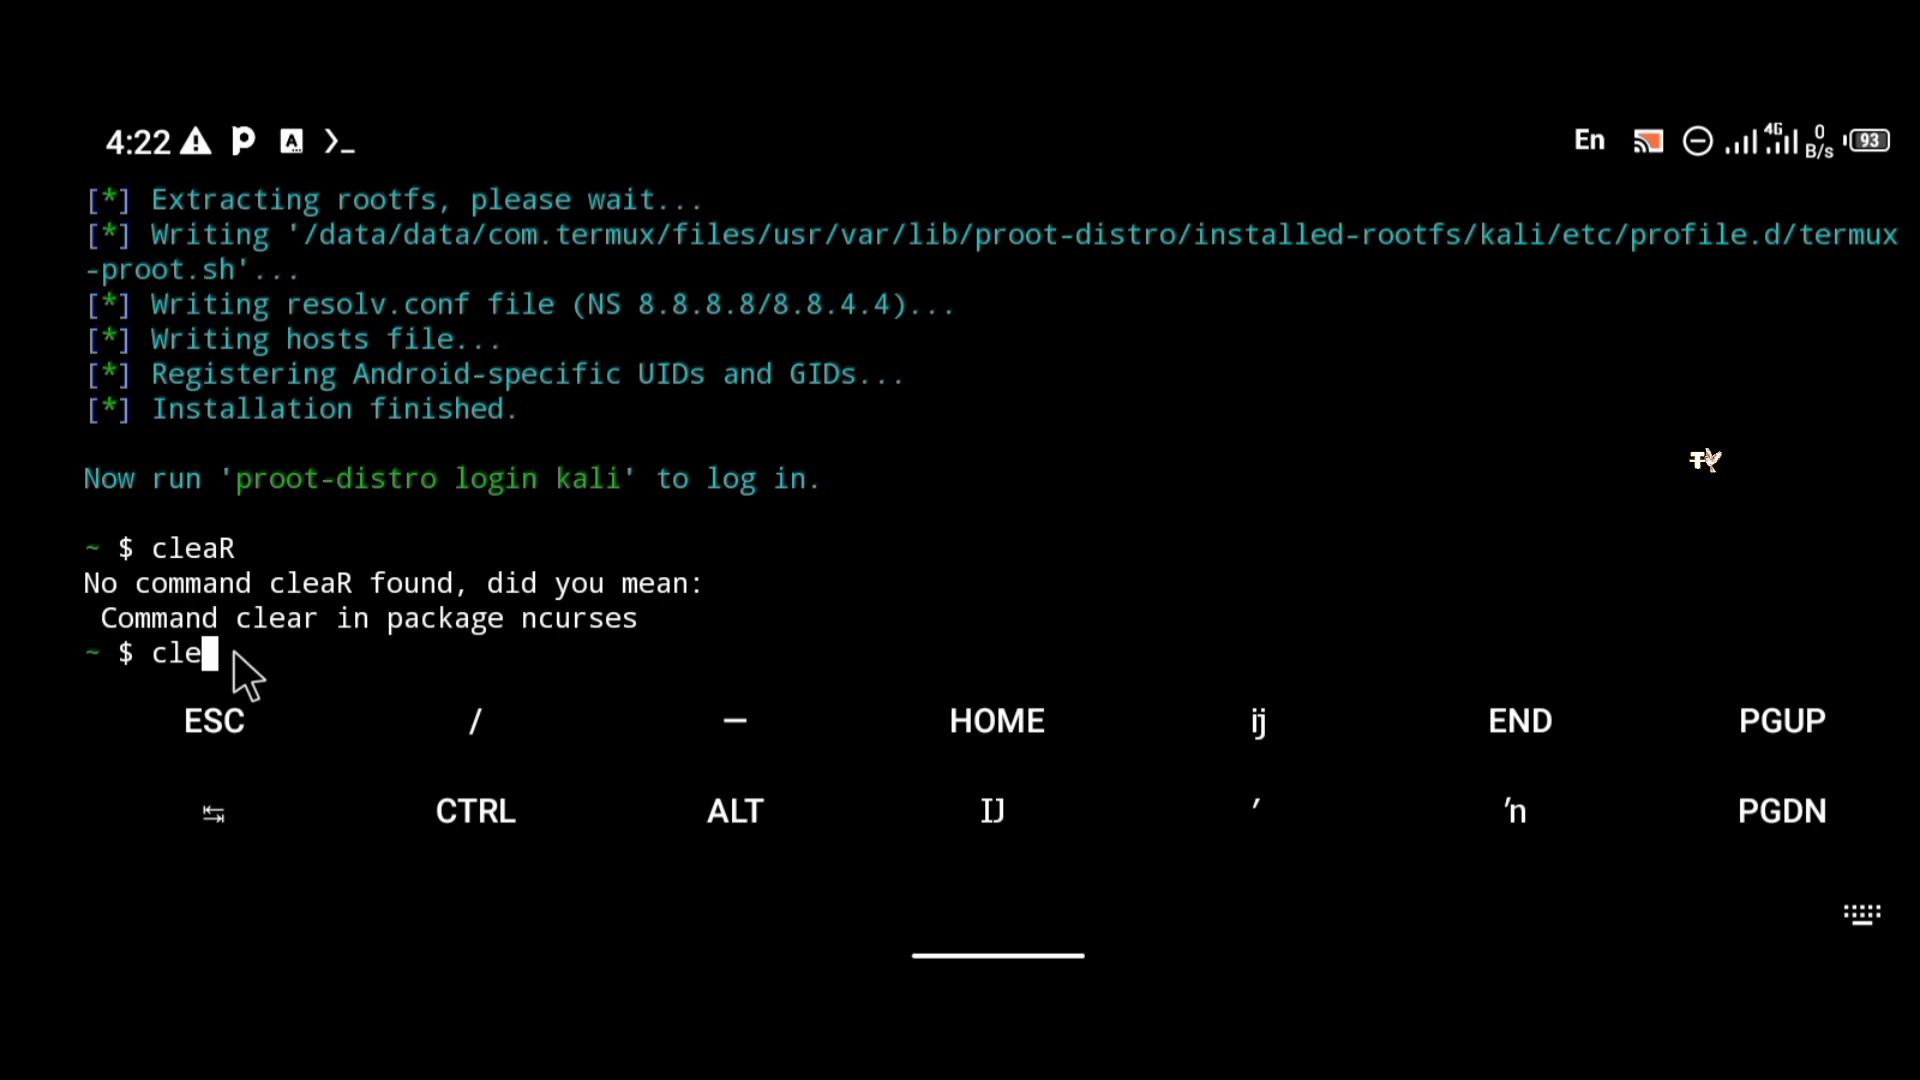 4:22 A >_ En 4G 0 B/s 93
[*] Extracting rootfs, please wait...
[*] Writing '/data/data/com.termux/files/usr/var/lib/proot-distro/installed-rootfs/kali/etc/profile.d/termux
-proot.sh'...
[*] Writing resolv.conf file (NS 8.8.8.8/8.8.4.4)...
[*] Writing hosts file...
[*] Registering Android-specific UIDs and GIDs...
[*] Installation finished.
Now run 'proot-distro login kali' to log in.
~ $ cleaR
No command cleaR found, did you mean:
Command clear in package ncurses
~ $ cle
ESC / — HOME ĳ END PGUP
↹ CTRL ALT Ĳ ′ ŉ PGDN